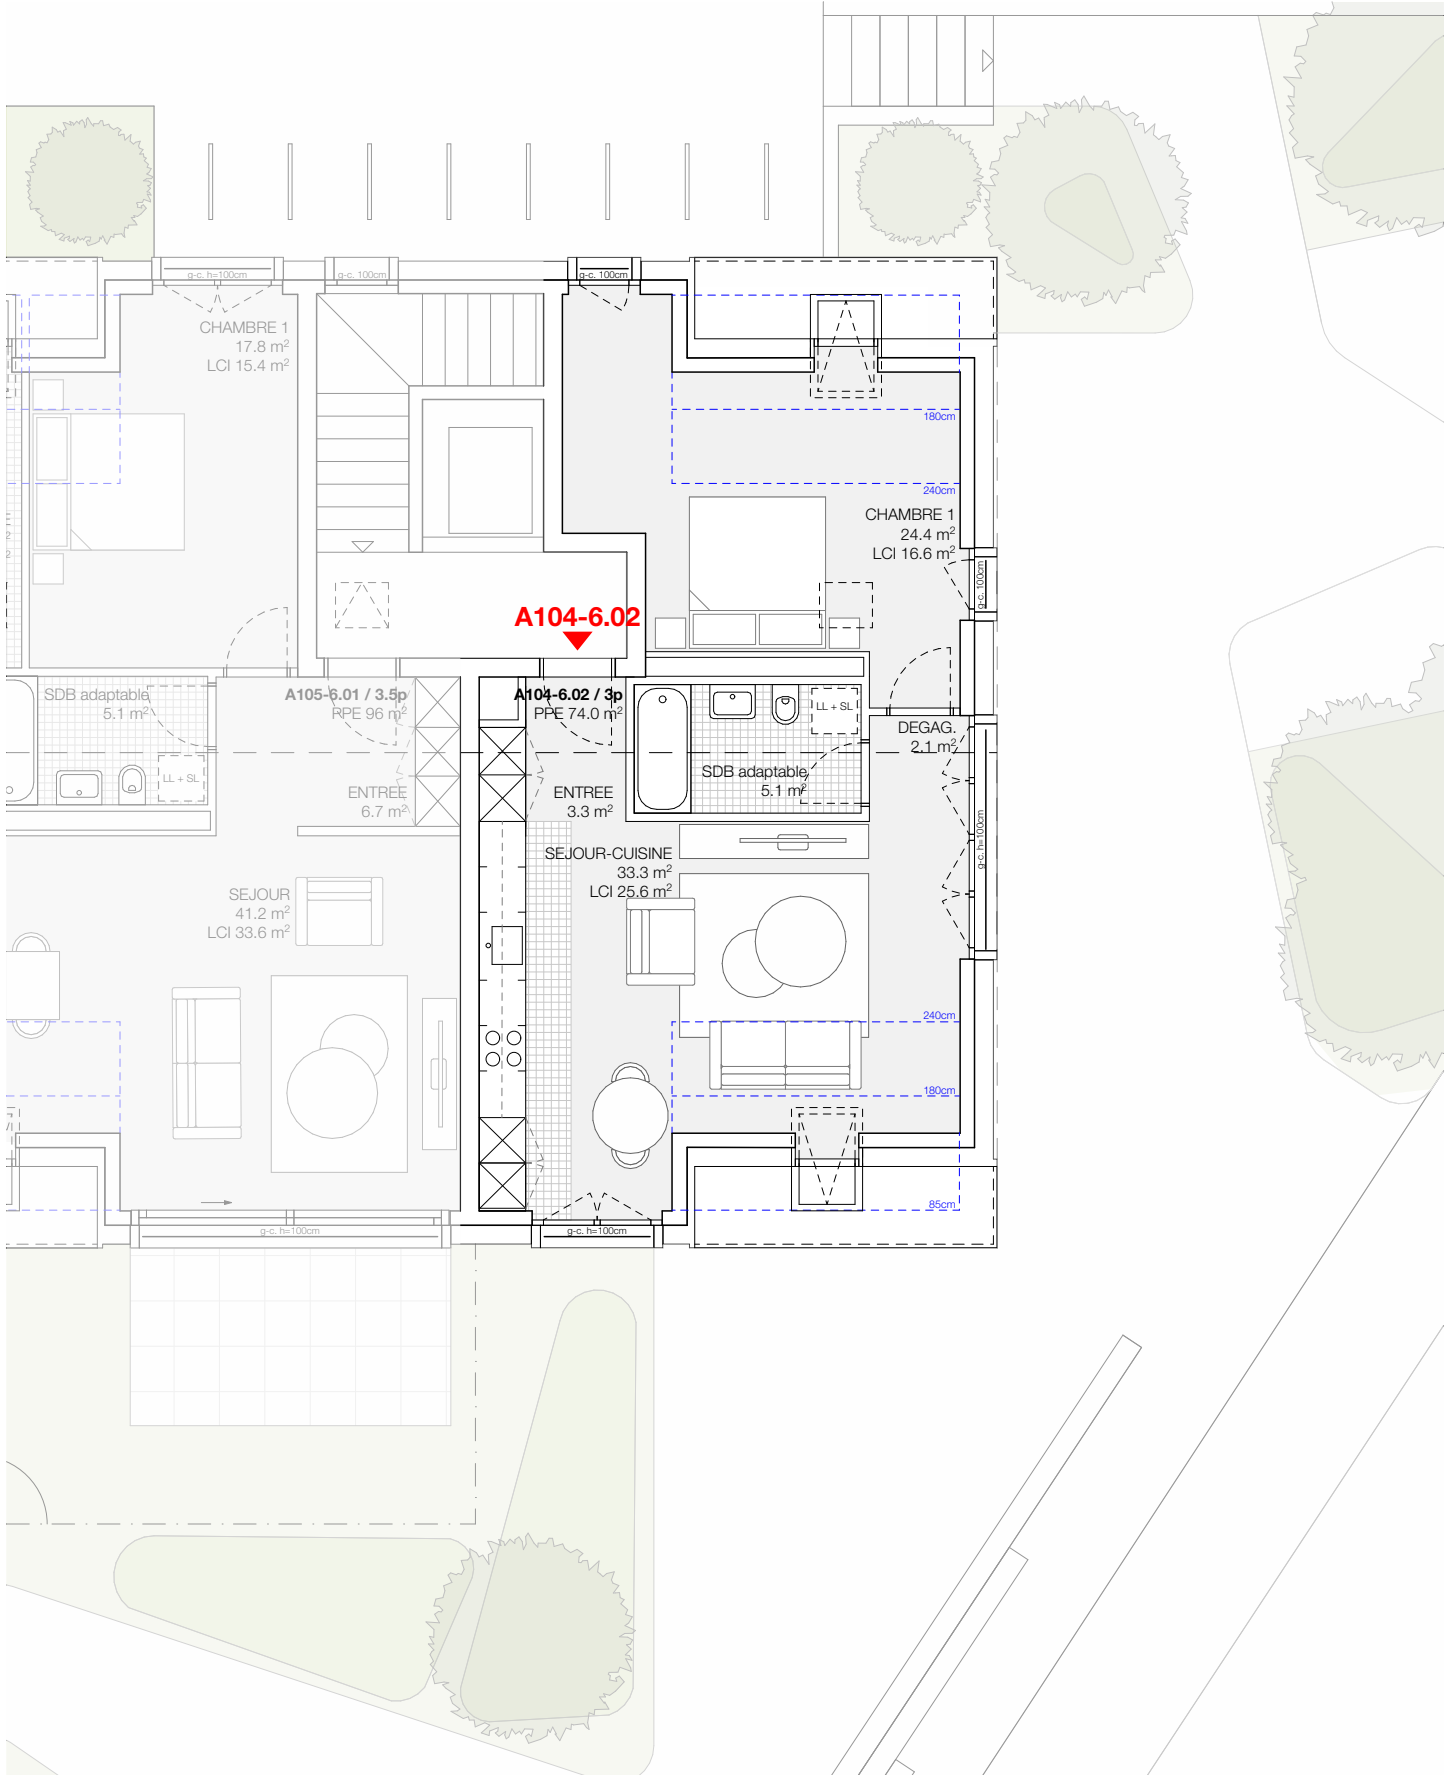 g-c. h=100cm
g-c. 100cm
g-c. 100cm
CHAMBRE 1
17.8 m²
LCI 15.4 m²
180cm
240cm
CHAMBRE 1
24.4 m²
LCI 16.6 m²
g-c. 100cm
A104-6.02
SDB adaptable
5.1 m²
A105-6.01 / 3.5p
PPE 96 m²
A104-6.02 / 3p
PPE 74.0 m²
LL + SL
DEGAG.
2.1 m²
LL + SL
SDB adaptable
5.1 m²
ENTREE
6.7 m²
ENTREE
3.3 m²
g-c. h=100cm
SEJOUR-CUISINE
33.3 m²
LCI 25.6 m²
SEJOUR
41.2 m²
LCI 33.6 m²
240cm
180cm
85cm
g-c. h=100cm
g-c. h=100cm